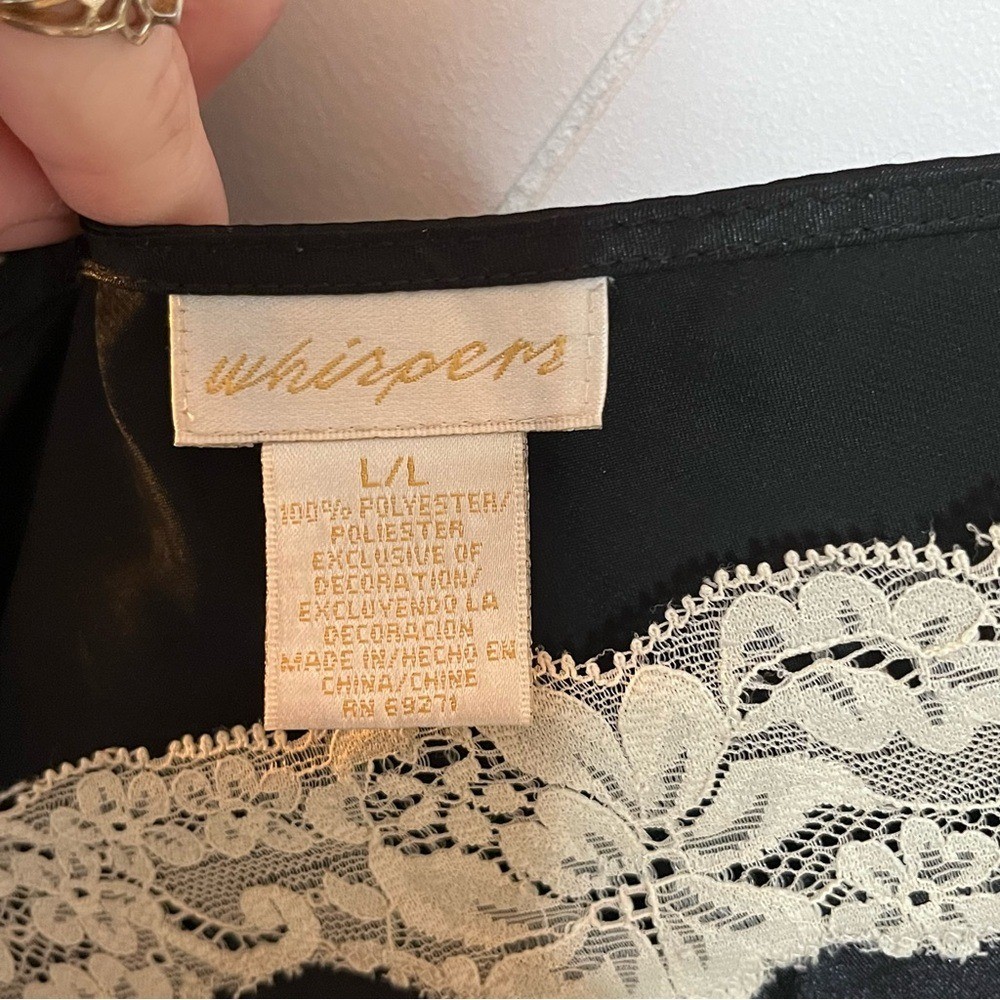 whispers
L/L
100% POLYESTER/
POLIESTER
EXCLUSIVE OF
DECORATION/
EXCLUYENDO LA
DECORACION
MADE IN/HECHO EN
CHINA/CHINE
RN 69271